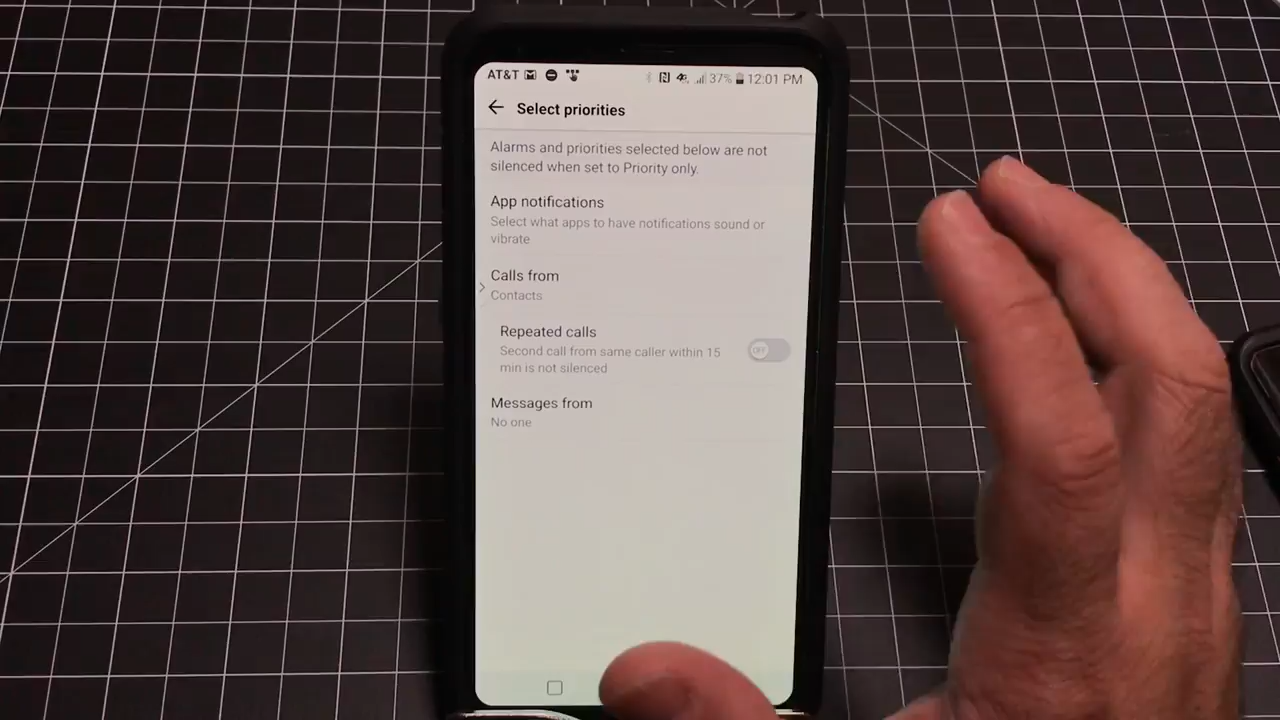 AT&T 37% 12:01 PM
Select priorities
Alarms and priorities selected below are not
silenced when set to Priority only.
App notifications
Select what apps to have notifications sound or
vibrate
Calls from
Contacts
Repeated calls
Second call from same caller within 15
min is not silenced
OFF
Messages from
No one